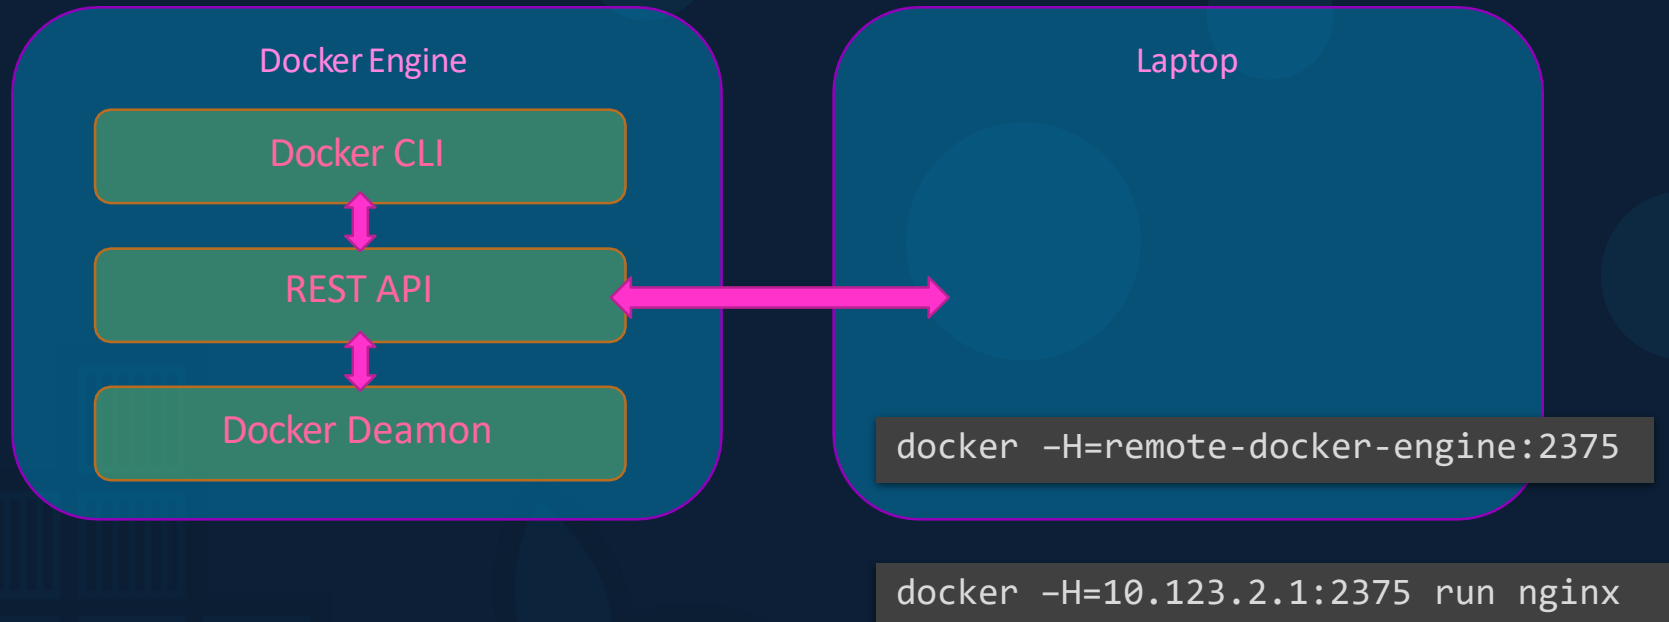 Docker Engine
Docker CLI
REST API
Docker Deamon
Laptop
docker –H=remote-docker-engine:2375
docker –H=10.123.2.1:2375 run nginx